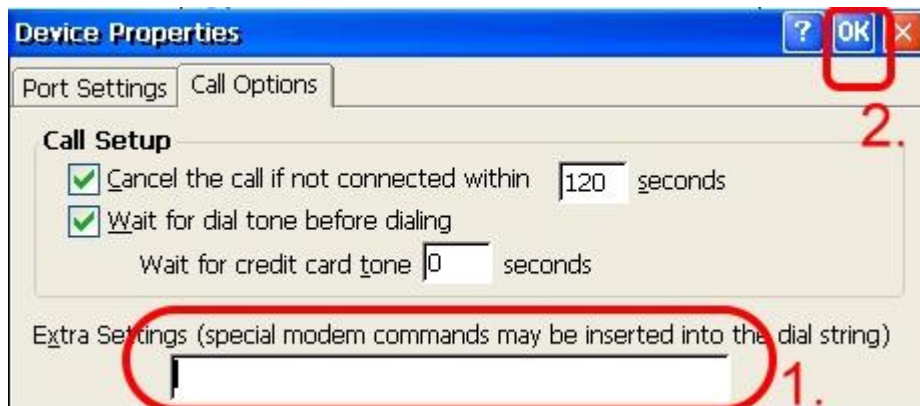 Device Properties ? OK ×
Port Settings Call Options
2.
Call Setup
Cancel the call if not connected within 120 seconds
Wait for dial tone before dialing
Wait for credit card tone 0 seconds
Extra Settings (special modem commands may be inserted into the dial string)
1.